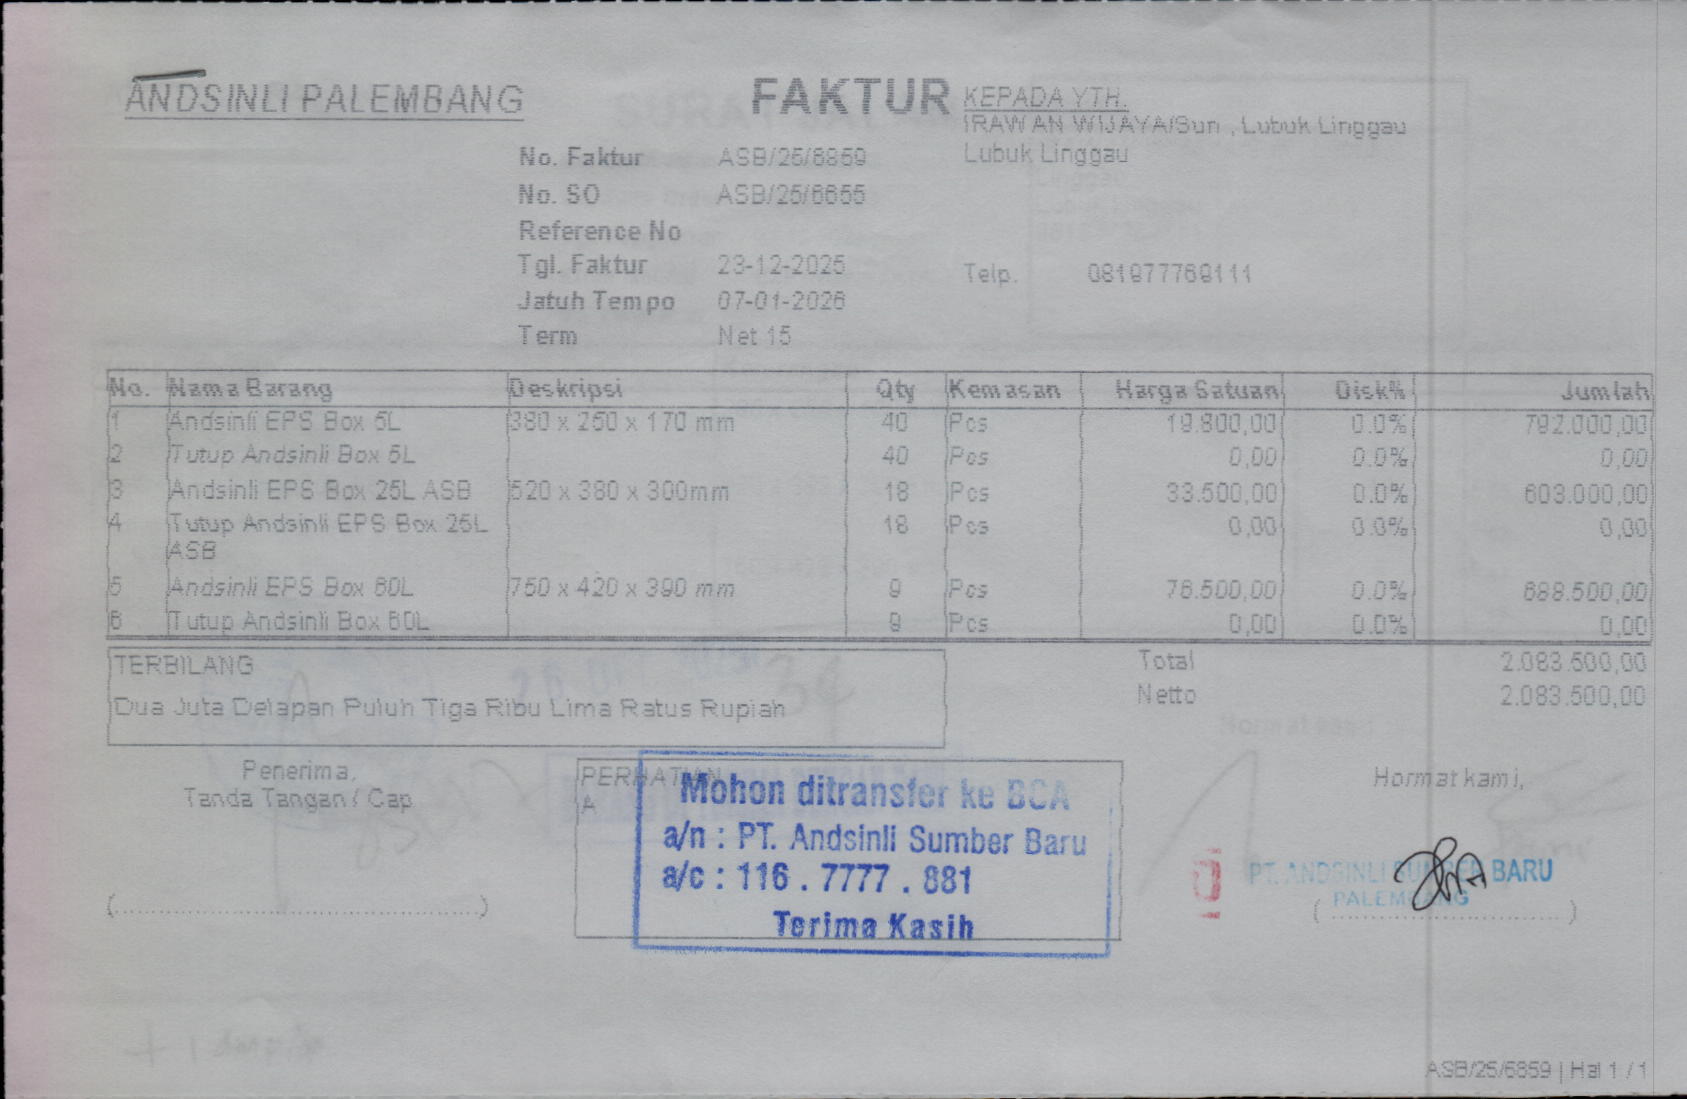 ANDSINLI PALEMBANG
FAKTUR
KEPADA YTH.
IRAWAN WIJAYA/Sun , Lubuk Linggau
Lubuk Linggau
No. Faktur ASB/25/6859
No. SO ASB/25/6655
Reference No
Tgl. Faktur 23-12-2025
Telp. 081977769111
Jatuh Tempo 07-01-2026
Term Net 15
No. Nama Barang Deskripsi Qty Kemasan Harga Satuan Disk% Jumlah
1 Andsinli EPS Box 5L 380 x 250 x 170 mm 40 Pcs 19.800,00 0.0% 792.000,00
2 Tutup Andsinli Box 5L 40 Pcs 0,00 0.0% 0,00
3 Andsinli EPS Box 25L ASB 520 x 380 x 300mm 18 Pcs 33.500,00 0.0% 603.000,00
4 Tutup Andsinli EPS Box 25L 18 Pcs 0,00 0.0% 0,00
ASB
5 Andsinli EPS Box 60L 750 x 420 x 390 mm 9 Pcs 76.500,00 0.0% 688.500,00
6 Tutup Andsinli Box 60L 9 Pcs 0,00 0.0% 0,00
TERBILANG
Dua Juta Delapan Puluh Tiga Ribu Lima Ratus Rupiah
Total 2.083.500,00
Netto 2.083.500,00
Penerima,
Tanda Tangan / Cap
PERHATIAN
A
Mohon ditransfer ke BCA
a/n : PT. Andsinli Sumber Baru
a/c : 116 . 7777 . 881
Terima Kasih
Hormat kami,
PT. ANDSINLI SUMBER BARU
PALEMBANG
(..........................................)
( ............................ )
ASB/25/6859 | Hal 1 / 1